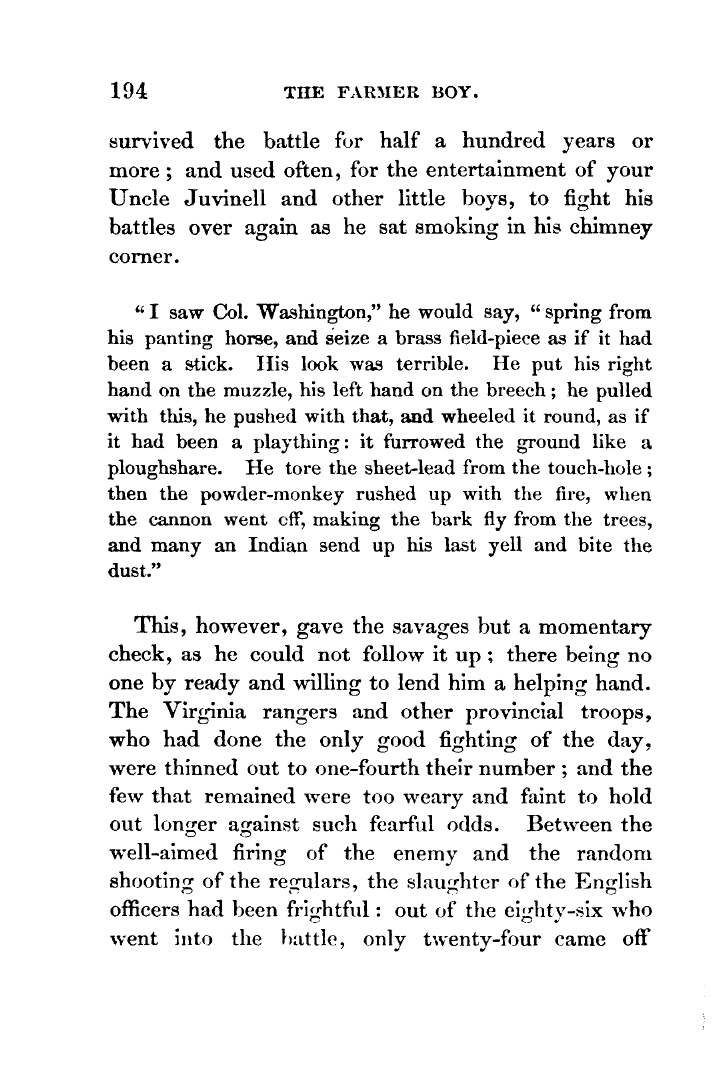 194 THE FARMER BOY.
survived the battle for half a hundred years or
more ; and used often, for the entertainment of your
Uncle Juvinell and other little boys, to fight his
battles over again as he sat smoking in his chimney
corner.
“ I saw Col. Washington,” he would say, “ spring from
his panting horse, and seize a brass field-piece as if it had
been a stick. His look was terrible. He put his right
hand on the muzzle, his left hand on the breech ; he pulled
with this, he pushed with that, and wheeled it round, as if
it had been a plaything : it furrowed the ground like a
ploughshare. He tore the sheet-lead from the touch-hole ;
then the powder-monkey rushed up with the fire, when
the cannon went off, making the bark fly from the trees,
and many an Indian send up his last yell and bite the
dust.”
This, however, gave the savages but a momentary
check, as he could not follow it up ; there being no
one by ready and willing to lend him a helping hand.
The Virginia rangers and other provincial troops,
who had done the only good fighting of the day,
were thinned out to one-fourth their number ; and the
few that remained were too weary and faint to hold
out longer against such fearful odds. Between the
well-aimed firing of the enemy and the random
shooting of the regulars, the slaughter of the English
officers had been frightful : out of the eighty-six who
went into the battle, only twenty-four came off